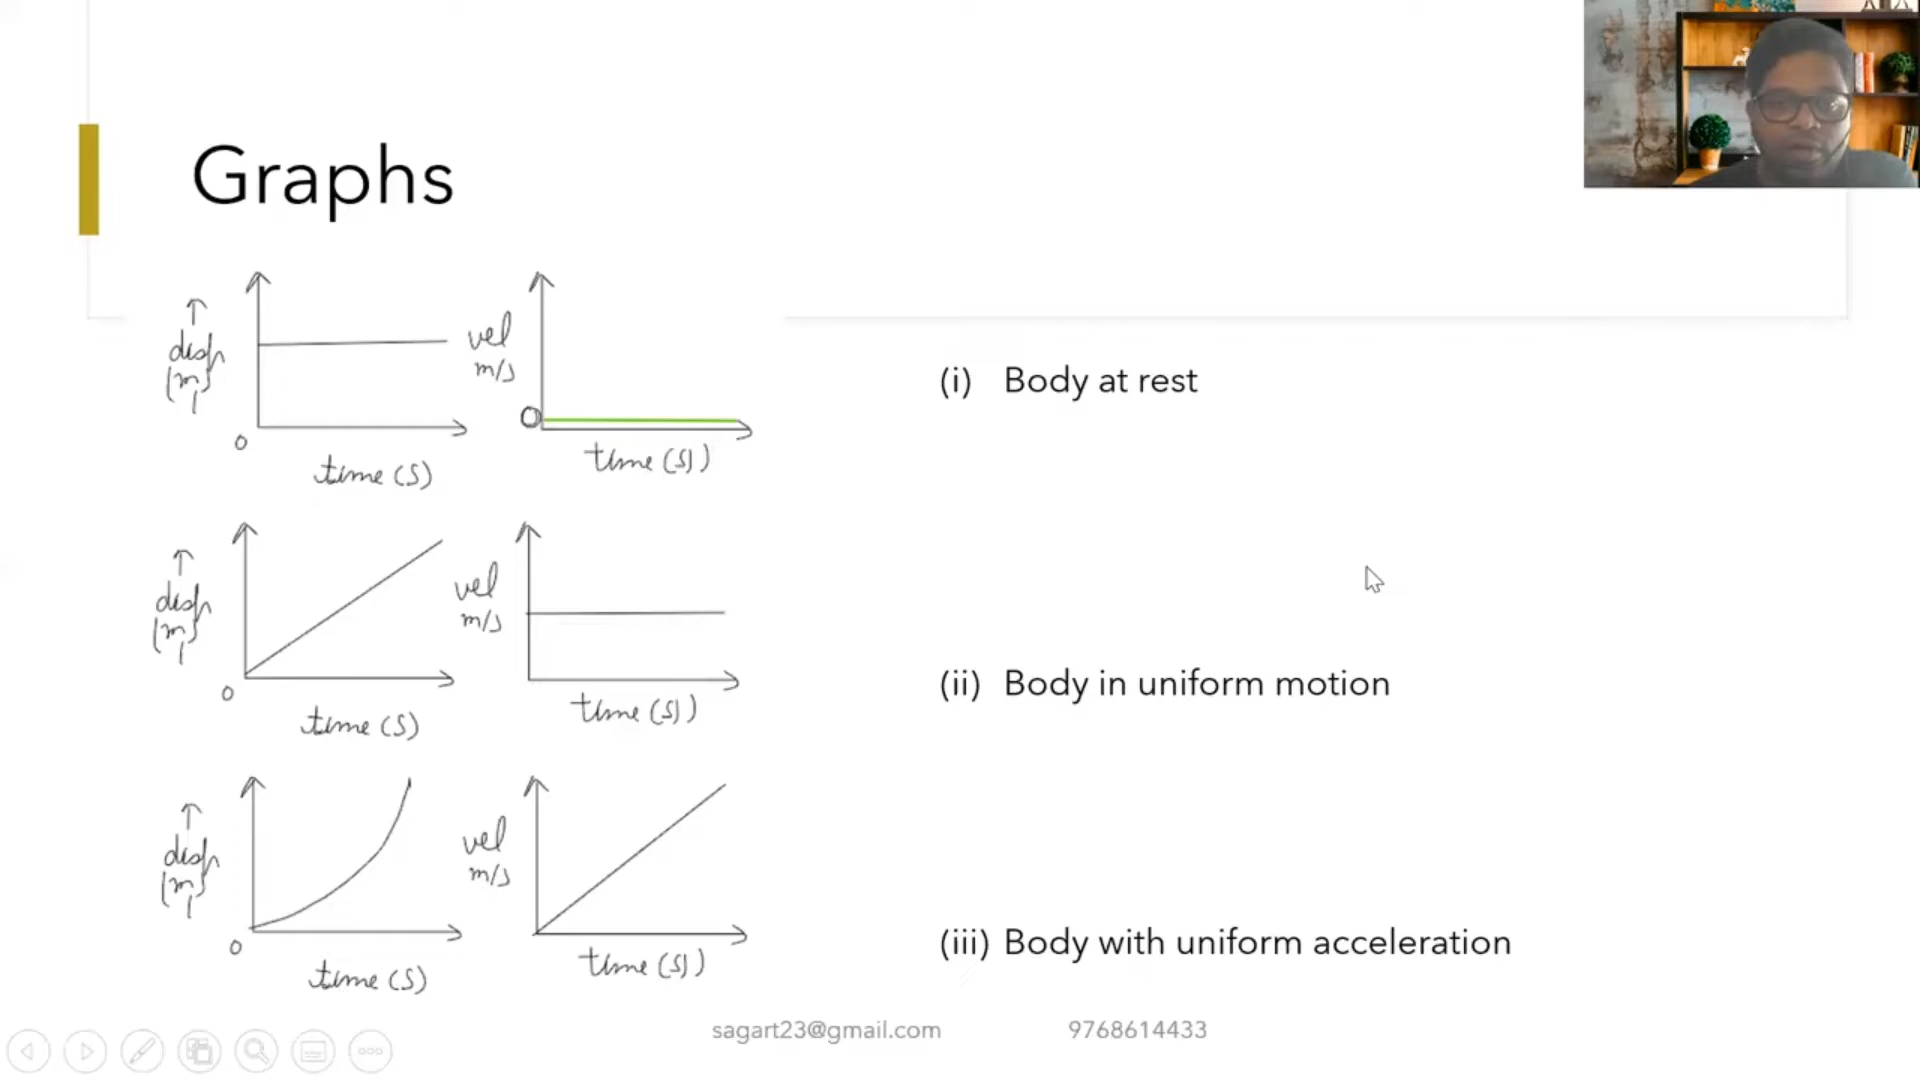 Graphs
↑
disp
(m)
0
time (s)
vel
m/s
0
time (s)
(i) Body at rest
↑
disp
(m)
0
time (s)
vel
m/s
time (s)
(ii) Body in uniform motion
↑
disp
(m)
0
time (s)
vel
m/s
time (s)
(iii) Body with uniform acceleration
sagart23@gmail.com 9768614433